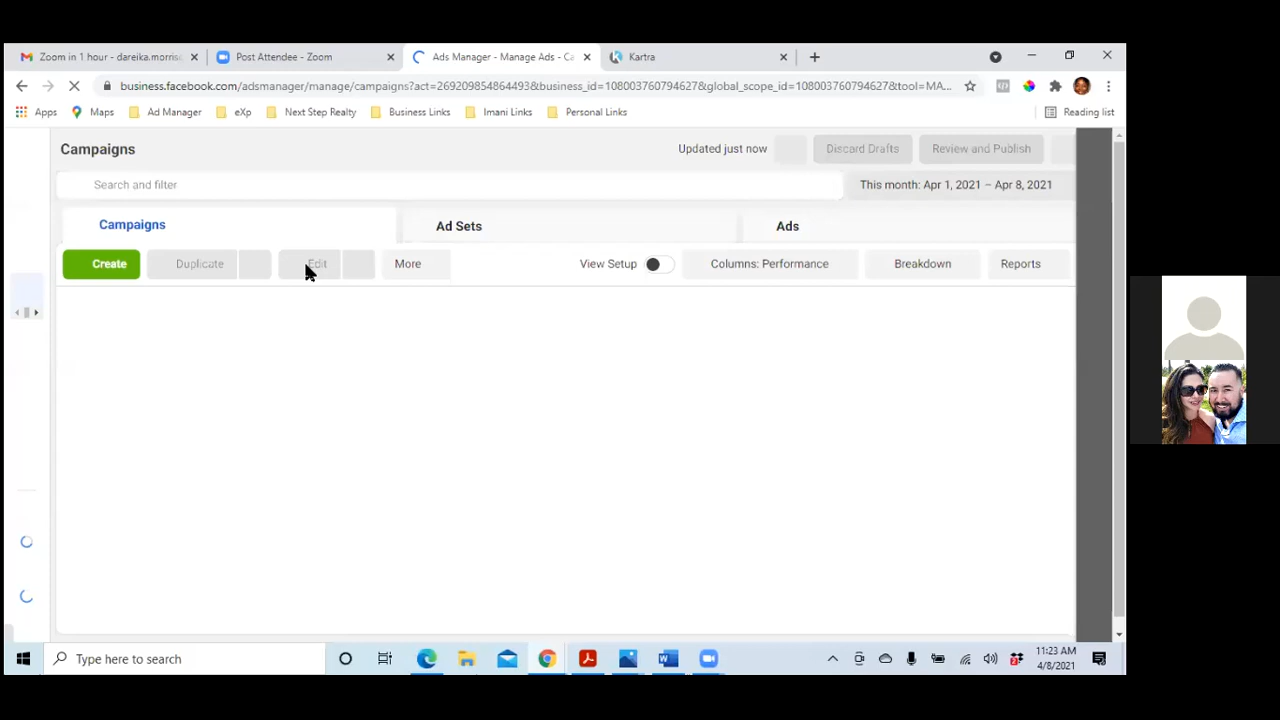 Zoom in 1 hour - dareika.morris
Post Attendee - Zoom
Ads Manager - Manage Ads - Ca
Kartra
business.facebook.com/adsmanager/manage/campaigns?act=269209854864493&business_id=108003760794627&global_scope_id=108003760794627&tool=MA...
Apps
Maps
Ad Manager
eXp
Next Step Realty
Business Links
Imani Links
Personal Links
Reading list
Campaigns
Updated just now
Discard Drafts
Review and Publish
Search and filter
This month: Apr 1, 2021 – Apr 8, 2021
Campaigns
Ad Sets
Ads
Create
Duplicate
Edit
More
View Setup
Columns: Performance
Breakdown
Reports
Type here to search
11:23 AM
4/8/2021